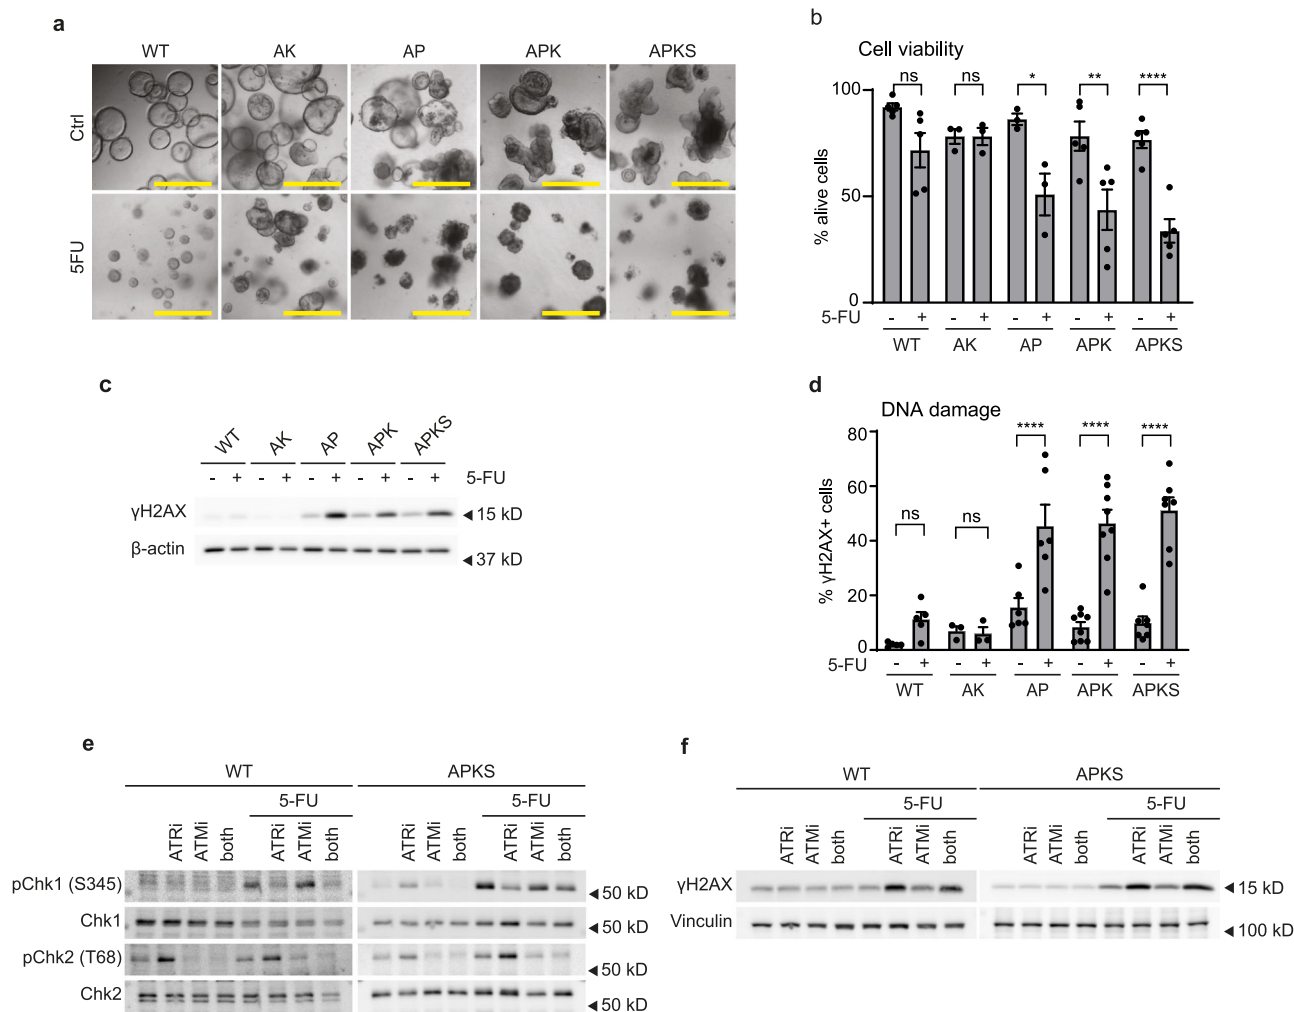 a
WT AK AP APK APKS
Ctrl
5FU
b
Cell viability
ns ns * ** ****
% alive cells
100
50
0
5-FU - + - + - + - + - +
WT AK AP APK APKS
c
WT AK AP APK APKS
- + - + - + - + - + 5-FU
γH2AX ◄15 kD
β-actin ◄37 kD
d
DNA damage
ns ns **** **** ****
% γH2AX+ cells
80
60
40
20
0
5-FU - + - + - + - + - +
WT AK AP APK APKS
e
WT APKS
5-FU 5-FU
ATRi ATMi both ATRi ATMi both ATRi ATMi both ATRi ATMi both
pChk1 (S345) ◄50 kD
Chk1 ◄50 kD
pChk2 (T68) ◄50 kD
Chk2 ◄50 kD
f
WT APKS
5-FU 5-FU
ATRi ATMi both ATRi ATMi both ATRi ATMi both ATRi ATMi both
γH2AX ◄15 kD
Vinculin ◄100 kD